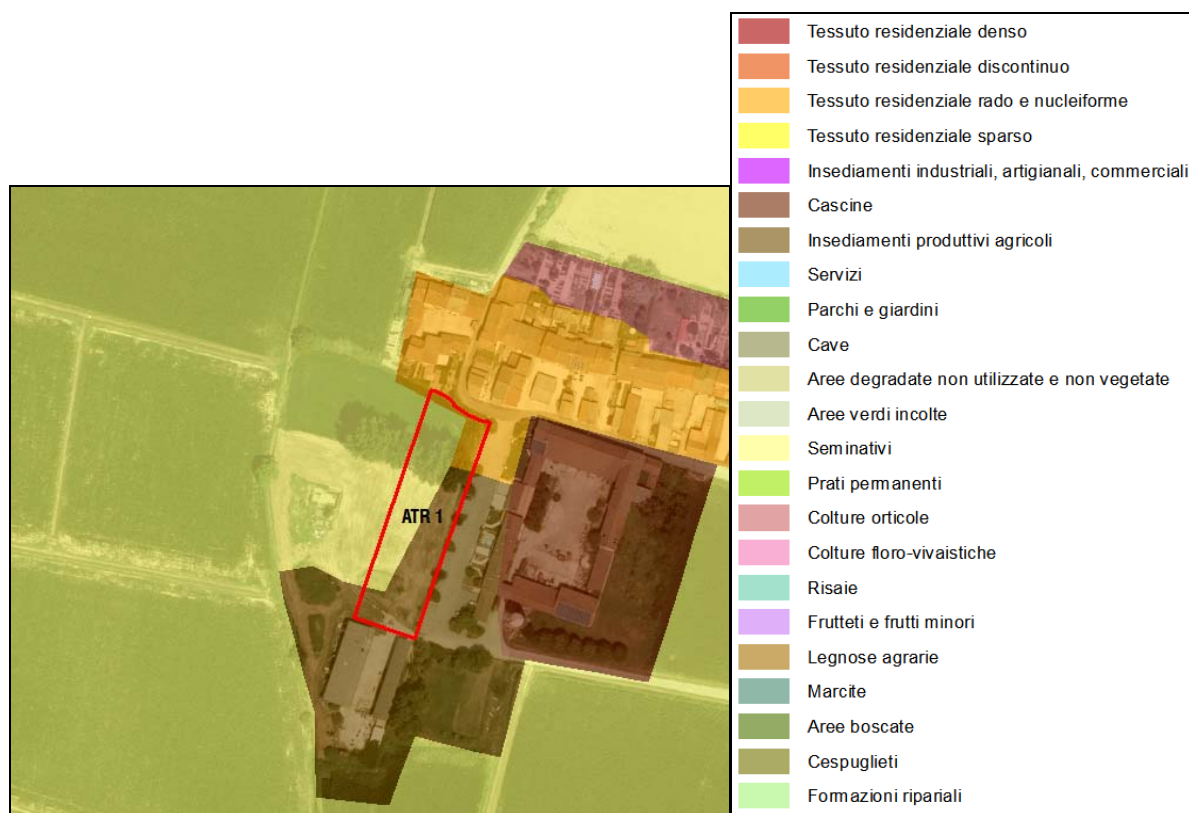 Tessuto residenziale denso
Tessuto residenziale discontinuo
Tessuto residenziale rado e nucleiforme
Tessuto residenziale sparso
Insediamenti industriali, artigianali, commerciali
Cascine
Insediamenti produttivi agricoli
Servizi
Parchi e giardini
Cave
Aree degradate non utilizzate e non vegetate
Aree verdi incolte
Seminativi
Prati permanenti
Colture orticole
Colture floro-vivaistiche
Risaie
Frutteti e frutti minori
Legnose agrarie
Marcite
Aree boscate
Cespuglieti
Formazioni ripariali
ATR 1